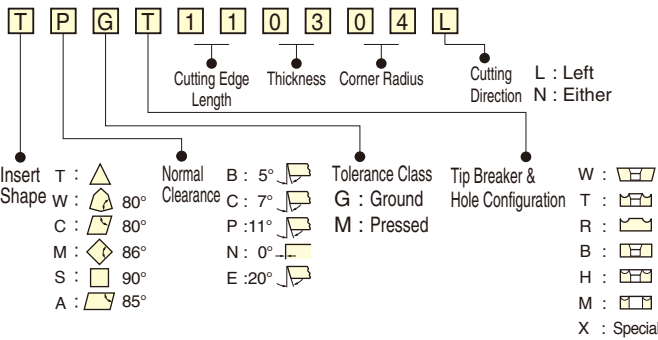 T P G T 1 1 0 3 0 4 L
Cutting Edge Length
Thickness
Corner Radius
Cutting Direction
L : Left
N : Either
Insert Shape
T :
W : 80°
C : 80°
M : 86°
S : 90°
A : 85°
Normal Clearance
B : 5°
C : 7°
P :11°
N : 0°
E :20°
Tolerance Class
G : Ground
M : Pressed
Tip Breaker &
Hole Configuration
W :
T :
R :
B :
H :
M :
X : Special